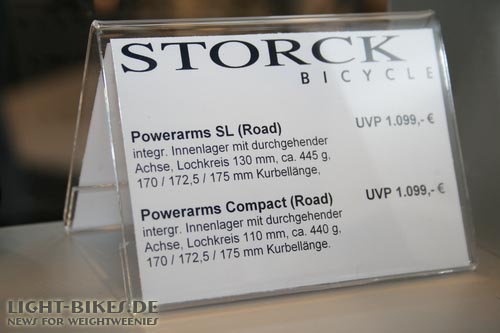 STORCK
BICYCLE
Powerarms SL (Road) UVP 1.099,- €
integr. Innenlager mit durchgehender
Achse, Lochkreis 130 mm, ca. 445 g,
170 / 172,5 / 175 mm Kurbellänge,
Powerarms Compact (Road) UVP 1.099,- €
intergr. Innenlager mit durchgehender
Achse, Lochkreis 110 mm, ca. 440 g,
170 / 172,5 / 175 mm Kurbellänge.
LIGHT-BIKES.DE
NEWS FOR WEIGHTWEENIES